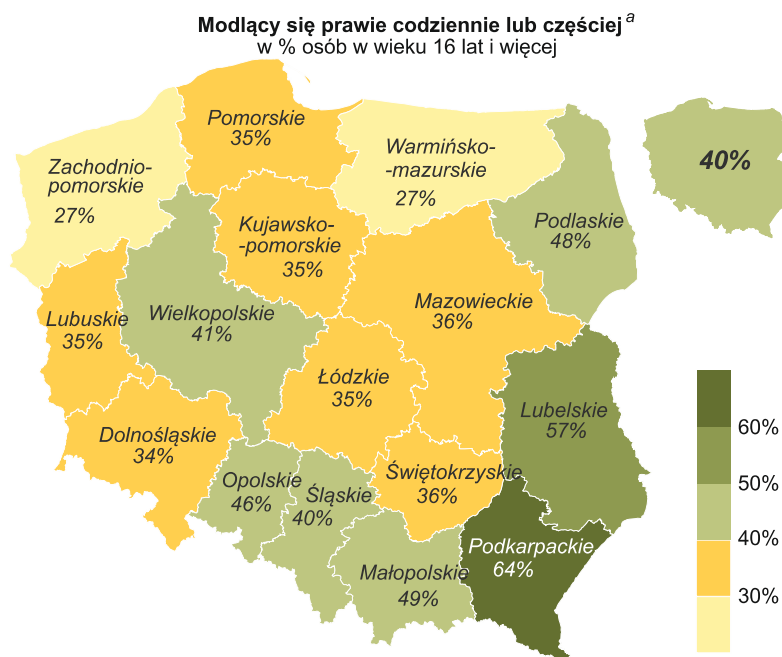 Modlący się prawie codziennie lub częściej a
w % osób w wieku 16 lat i więcej
Pomorskie
35%
Warmińsko-
-mazurskie
27%
Zachodnio-
pomorskie
27%
40%
Podlaskie
48%
Kujawsko-
-pomorskie
35%
Mazowieckie
36%
Wielkopolskie
41%
Lubuskie
35%
Łódzkie
35%
Lubelskie
57%
Dolnośląskie
34%
Opolskie
46%
Śląskie
40%
Świętokrzyskie
36%
Podkarpackie
64%
Małopolskie
49%
60%
50%
40%
30%